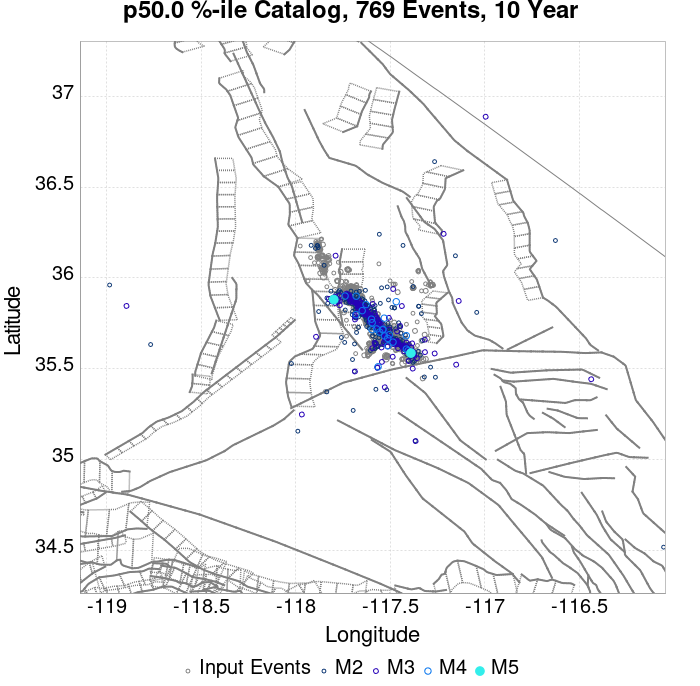 p50.0 %-ile Catalog, 769 Events, 10 Year
37
36.5
36
35.5
35
34.5
Latitude
-119 -118.5 -118 -117.5 -117 -116.5
Longitude
Input Events M2 M3 M4 M5